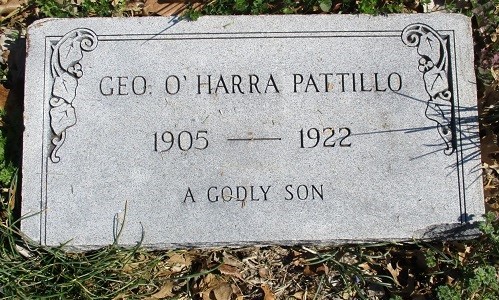 GEO. O'HARRA PATTILLO
1905 — 1922
A GODLY SON